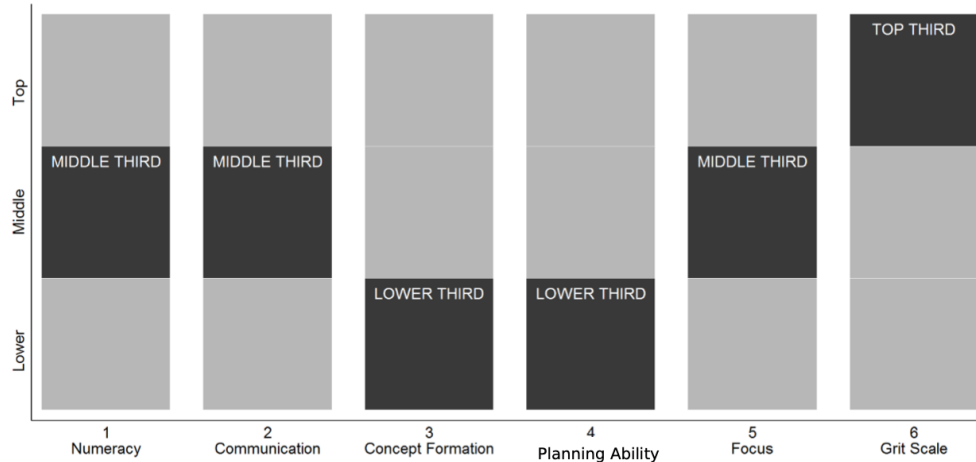 TOP THIRD
Top
MIDDLE THIRD MIDDLE THIRD MIDDLE THIRD
Middle
LOWER THIRD LOWER THIRD
Lower
1 2 3 4 5 6
Numeracy Communication Concept Formation Planning Ability Focus Grit Scale